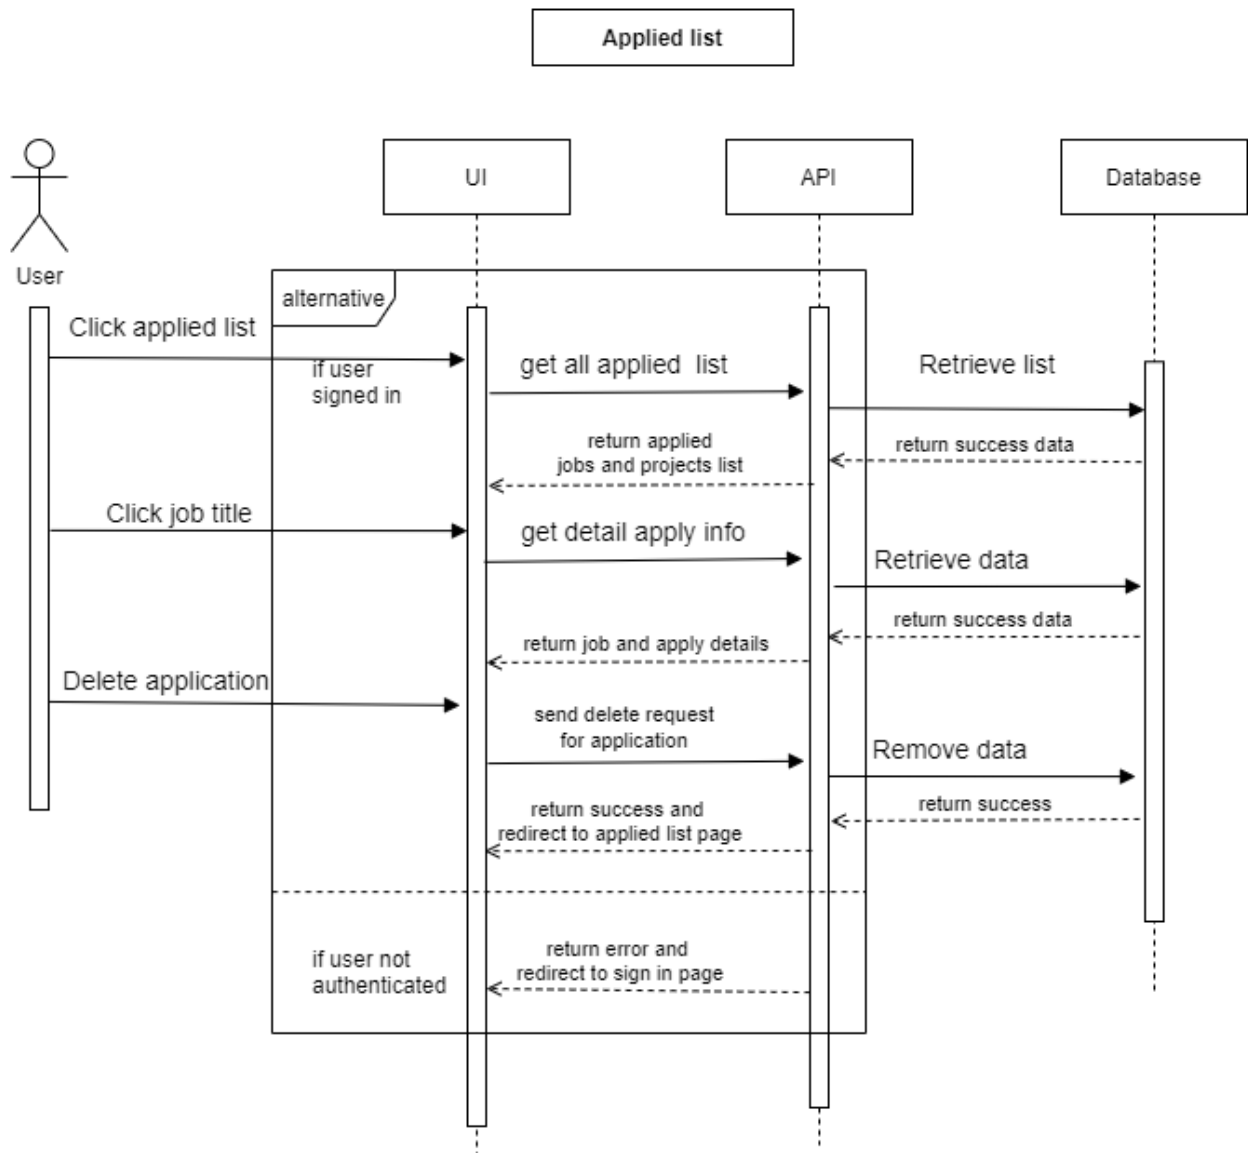 Applied list
UI
API
Database
User
alternative
Click applied list
if user
signed in
get all applied  list
Retrieve list
return applied
jobs and projects list
return success data
Click job title
get detail apply info
Retrieve data
return success data
return job and apply details
Delete application
send delete request
for application
Remove data
return success
return success and
redirect to applied list page
if user not
authenticated
return error and
redirect to sign in page